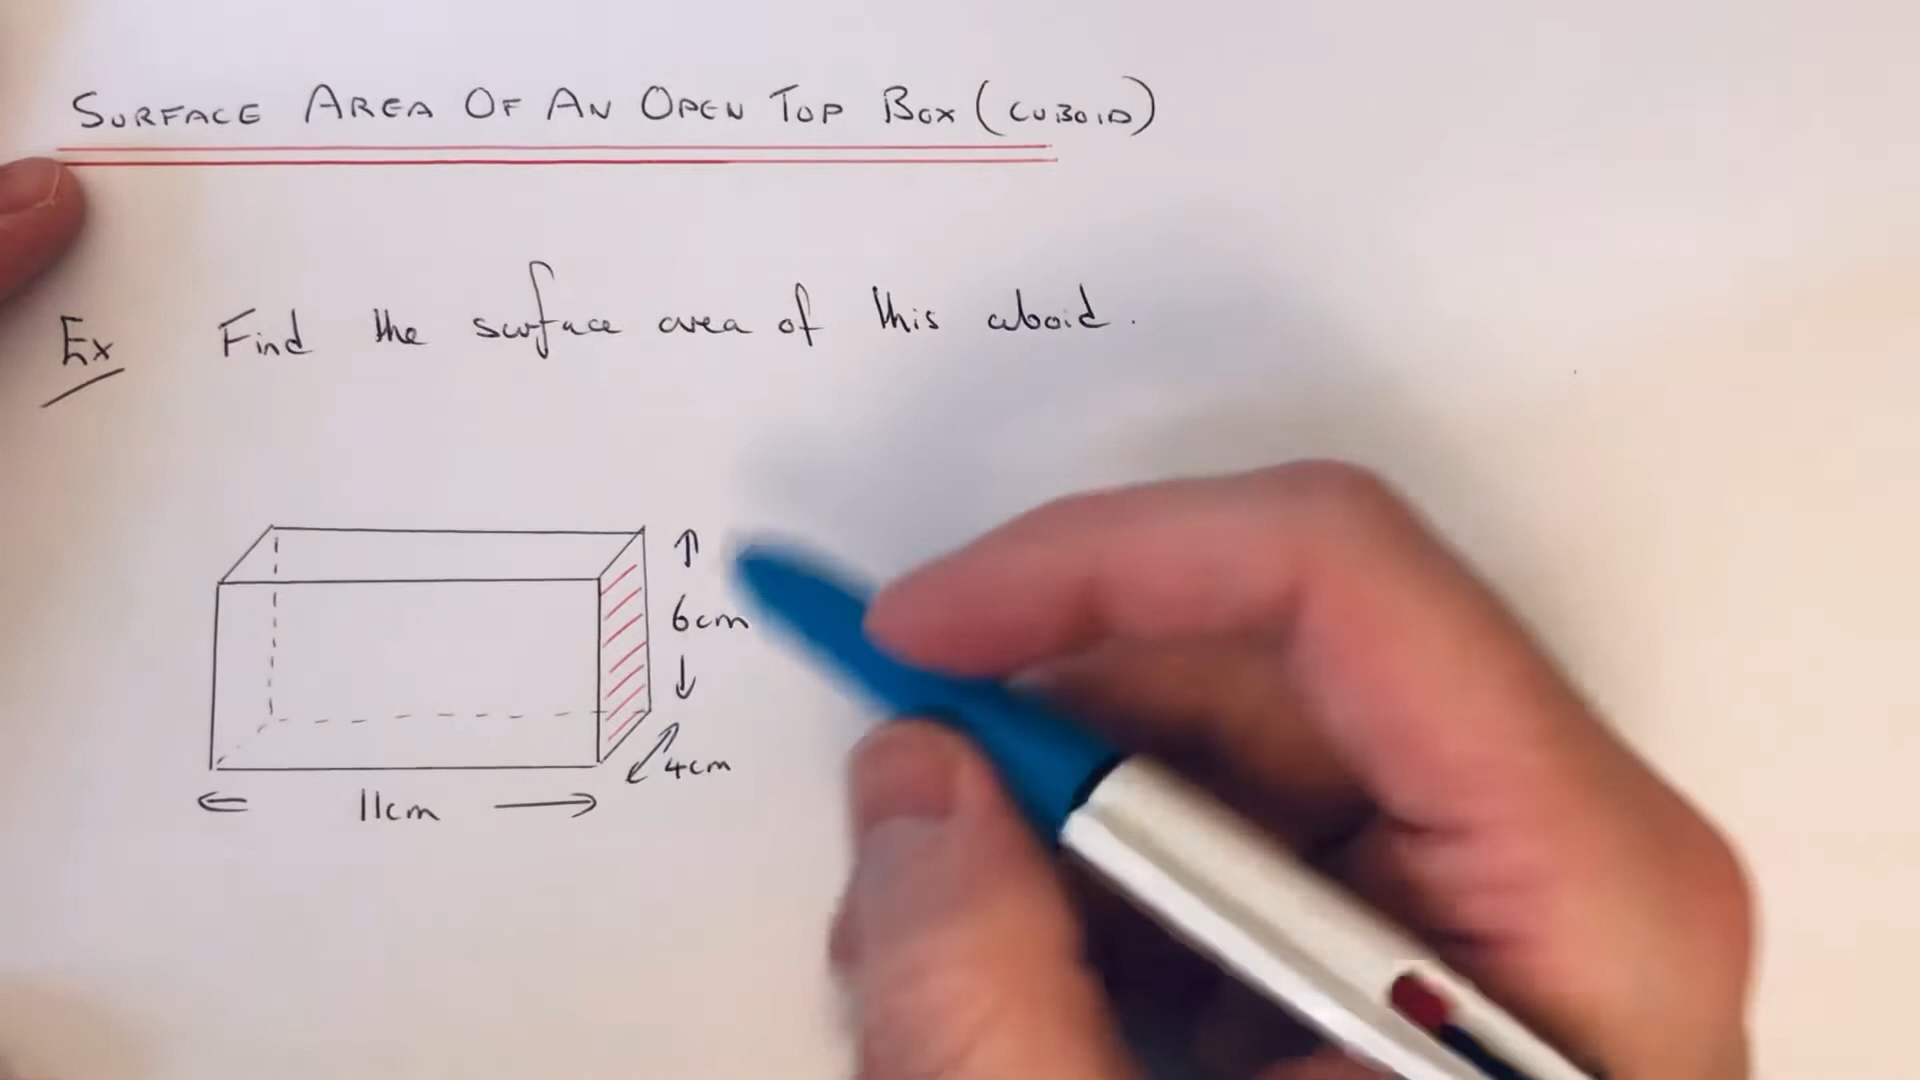 SURFACE AREA OF AN OPEN TOP BOX (CUBOID)
Ex Find the surface area of this cuboid.
6cm
4cm
11cm